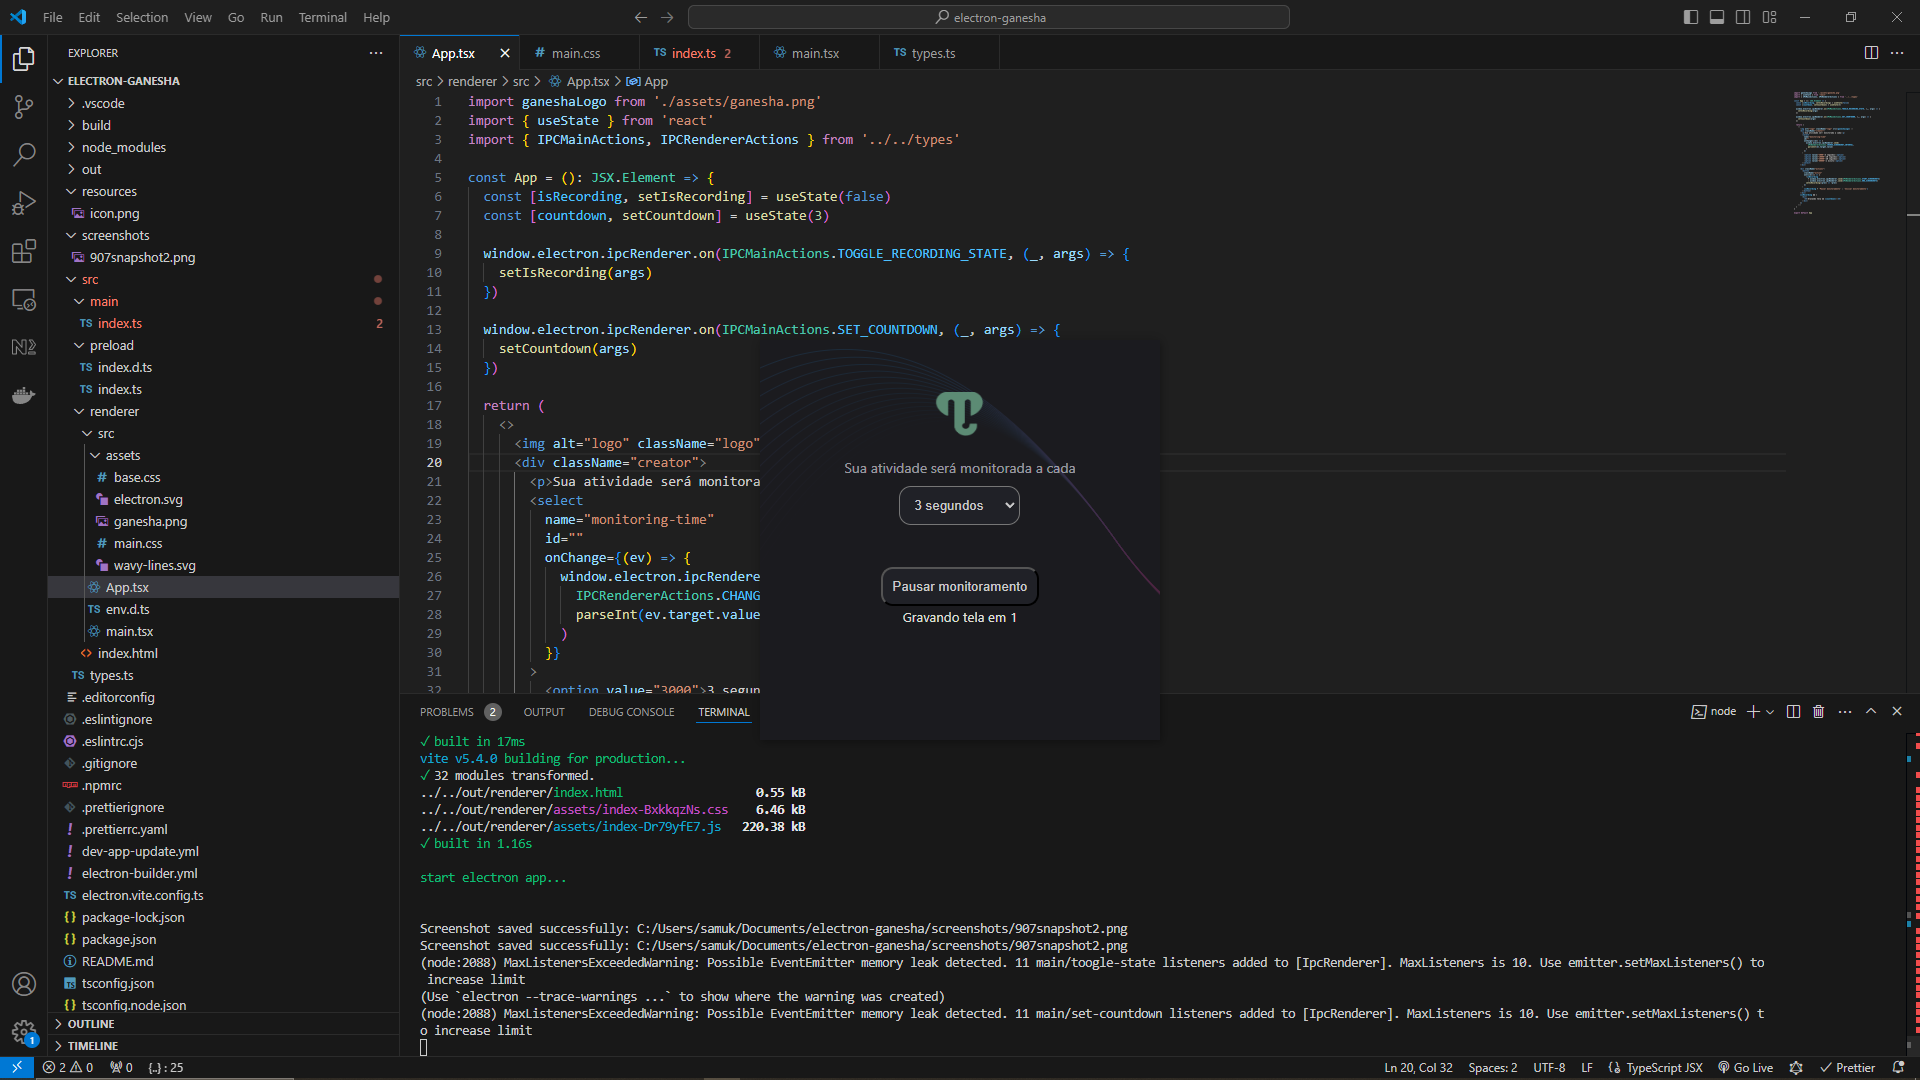 File Edit Selection View Go Run Terminal Help
electron-ganesha
EXPLORER
ELECTRON-GANESHA
.vscode
build
node_modules
out
resources
icon.png
screenshots
907snapshot2.png
src
main
TS index.ts 2
preload
TS index.d.ts
TS index.ts
renderer
src
assets
# base.css
electron.svg
ganesha.png
# main.css
wavy-lines.svg
App.tsx
TS env.d.ts
main.tsx
<> index.html
TS types.ts
.editorconfig
.eslintignore
.eslintrc.cjs
.gitignore
.npmrc
.prettierignore
! .prettierrc.yaml
! dev-app-update.yml
! electron-builder.yml
TS electron.vite.config.ts
{} package-lock.json
{} package.json
README.md
tsconfig.json
{} tsconfig.node.json
OUTLINE
TIMELINE
App.tsx
# main.css
TS index.ts 2
main.tsx
TS types.ts
src > renderer > src > App.tsx > App
1 import ganeshaLogo from './assets/ganesha.png'
2 import { useState } from 'react'
3 import { IPCMainActions, IPCRendererActions } from '../../types'
4
5 const App = (): JSX.Element => {
6 const [isRecording, setIsRecording] = useState(false)
7 const [countdown, setCountdown] = useState(3)
8
9 window.electron.ipcRenderer.on(IPCMainActions.TOGGLE_RECORDING_STATE, (_, args) => {
10 setIsRecording(args)
11 })
12
13 window.electron.ipcRenderer.on(IPCMainActions.SET_COUNTDOWN, (_, args) => {
14 setCountdown(args)
15 })
16
17 return (
18 <>
19 <img alt="logo" className="logo"
20 <div className="creator">
21 <p>Sua atividade será monitora
22 <select
23 name="monitoring-time"
24 id=""
25 onChange={(ev) => {
26 window.electron.ipcRendere
27 IPCRendererActions.CHANG
28 parseInt(ev.target.value
29 )
30 }}
31 >
32 <option value="3000">3 segun
Sua atividade será monitorada a cada
3 segundos
Pausar monitoramento
Gravando tela em 1
PROBLEMS 2 OUTPUT DEBUG CONSOLE TERMINAL
node
✓ built in 17ms
vite v5.4.0 building for production...
✓ 32 modules transformed.
../../out/renderer/index.html 0.55 kB
../../out/renderer/assets/index-BxkkqzNs.css 6.46 kB
../../out/renderer/assets/index-Dr79yfE7.js 220.38 kB
✓ built in 1.16s
start electron app...
Screenshot saved successfully: C:/Users/samuk/Documents/electron-ganesha/screenshots/907snapshot2.png
Screenshot saved successfully: C:/Users/samuk/Documents/electron-ganesha/screenshots/907snapshot2.png
(node:2088) MaxListenersExceededWarning: Possible EventEmitter memory leak detected. 11 main/toogle-state listeners added to [IpcRenderer]. MaxListeners is 10. Use emitter.setMaxListeners() to
increase limit
(Use `electron --trace-warnings ...` to show where the warning was created)
(node:2088) MaxListenersExceededWarning: Possible EventEmitter memory leak detected. 11 main/set-countdown listeners added to [IpcRenderer]. MaxListeners is 10. Use emitter.setMaxListeners() t
o increase limit
1
2 0 0 {..} : 25
Ln 20, Col 32 Spaces: 2 UTF-8 LF TypeScript JSX Go Live Prettier